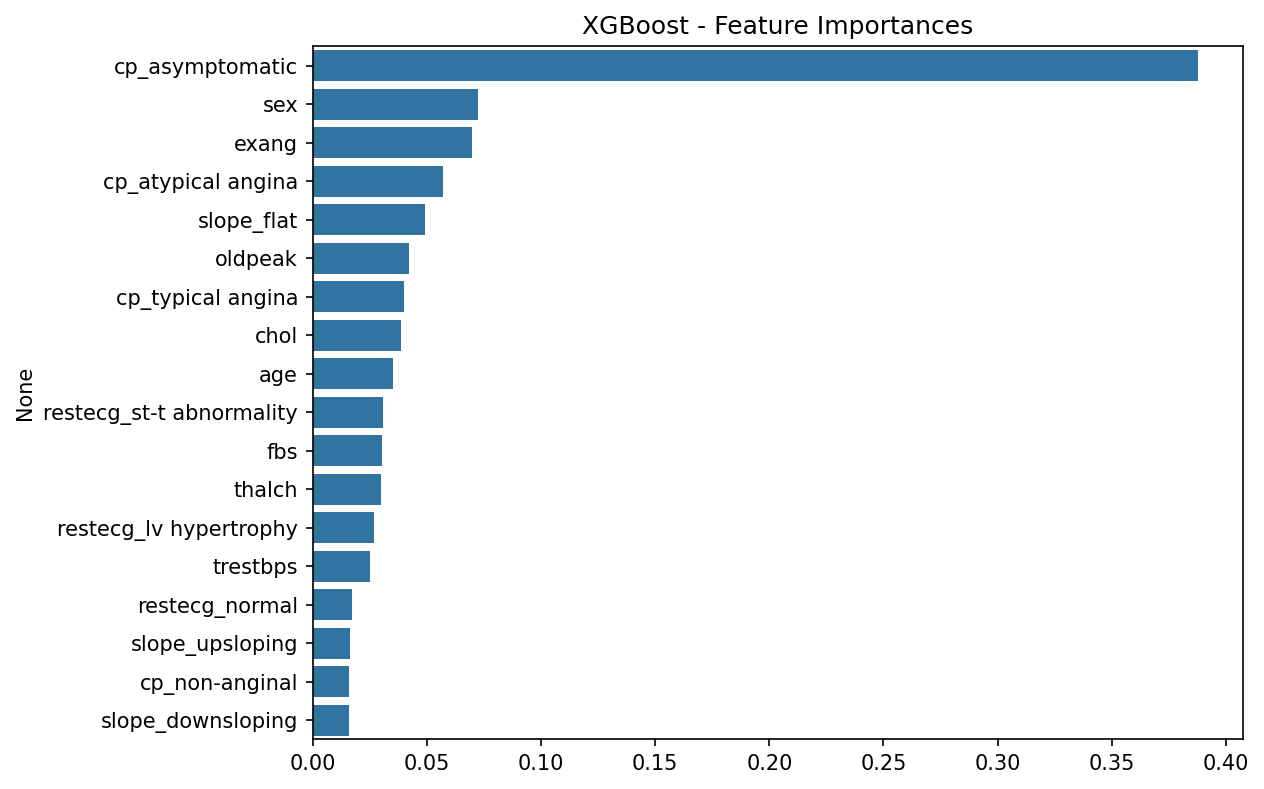 XGBoost - Feature Importances
cp_asymptomatic
sex
exang
cp_atypical angina
slope_flat
oldpeak
cp_typical angina
chol
age
restecg_st-t abnormality
fbs
thalch
restecg_lv hypertrophy
trestbps
restecg_normal
slope_upsloping
cp_non-anginal
slope_downsloping
None
0.00 0.05 0.10 0.15 0.20 0.25 0.30 0.35 0.40